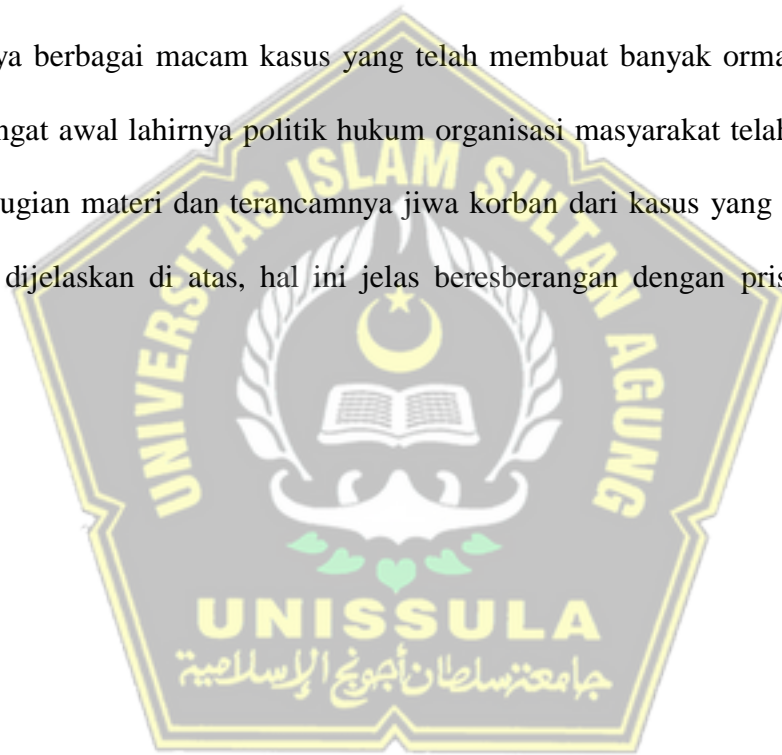 ya berbagai macam kasus yang telah membuat banyak orma
ngat awal lahirnya politik hukum organisasi masyarakat telah
ugian materi dan terancamnya jiwa korban dari kasus yang
dijelaskan di atas, hal ini jelas beresberangan dengan pris
UNIVERSITAS ISLAM SULTAN AGUNG
UNISSULA
جامعة سلطان أجونج الإسلامية